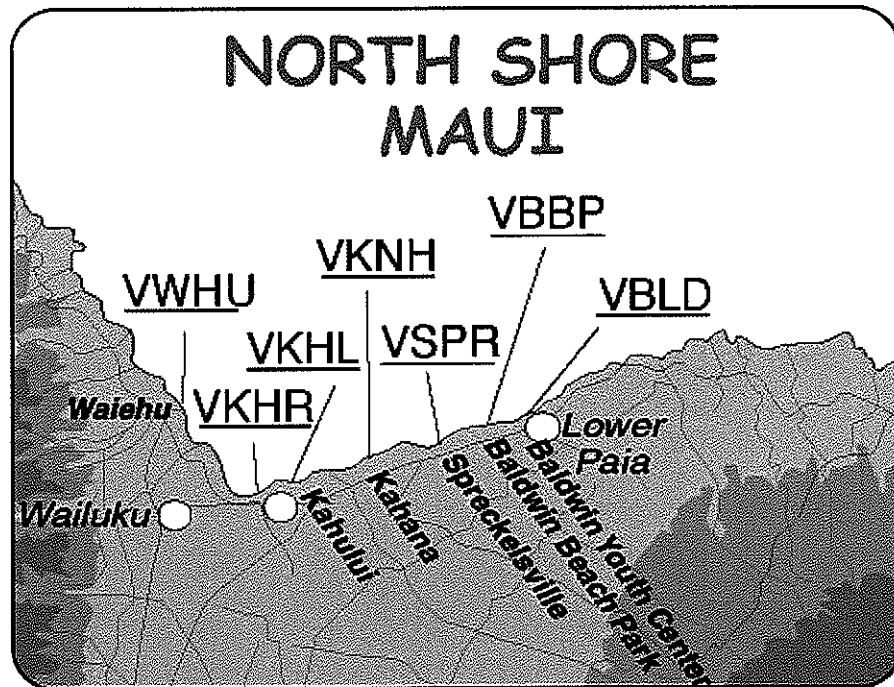 NORTH SHORE
MAUI
VBBP
VKNH
VWHU
VBLD
VKHL
VSPR
Waiehu
VKHR
Lower
Paia
Wailuku
Kahului
Kahana
Spreckelsville
Baldwin Beach Park
Baldwin Youth Center